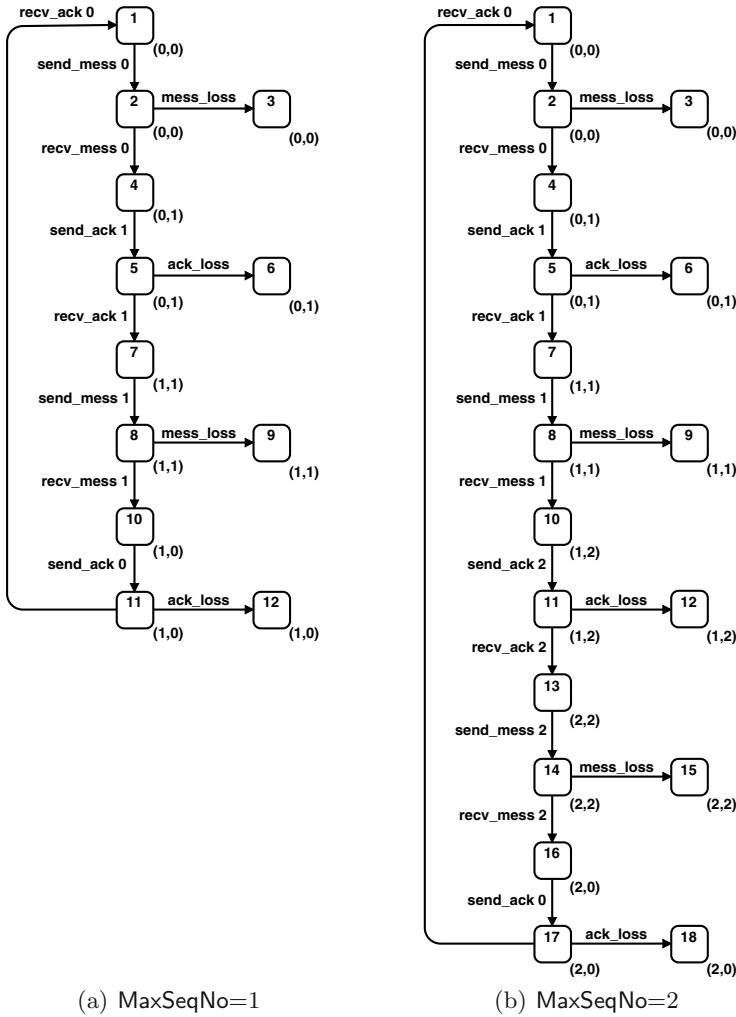 recv_ack 0
1
(0,0)
send_mess 0
2
mess_loss
3
(0,0)
(0,0)
recv_mess 0
4
(0,1)
send_ack 1
5
ack_loss
6
(0,1)
(0,1)
recv_ack 1
7
(1,1)
send_mess 1
8
mess_loss
9
(1,1)
(1,1)
recv_mess 1
10
(1,0)
send_ack 0
11
ack_loss
12
(1,0)
(1,0)
(a) MaxSeqNo=1
recv_ack 0
1
(0,0)
send_mess 0
2
mess_loss
3
(0,0)
(0,0)
recv_mess 0
4
(0,1)
send_ack 1
5
ack_loss
6
(0,1)
(0,1)
recv_ack 1
7
(1,1)
send_mess 1
8
mess_loss
9
(1,1)
(1,1)
recv_mess 1
10
(1,2)
send_ack 2
11
ack_loss
12
(1,2)
(1,2)
recv_ack 2
13
(2,2)
send_mess 2
14
mess_loss
15
(2,2)
(2,2)
recv_mess 2
16
(2,0)
send_ack 0
17
ack_loss
18
(2,0)
(2,0)
(b) MaxSeqNo=2